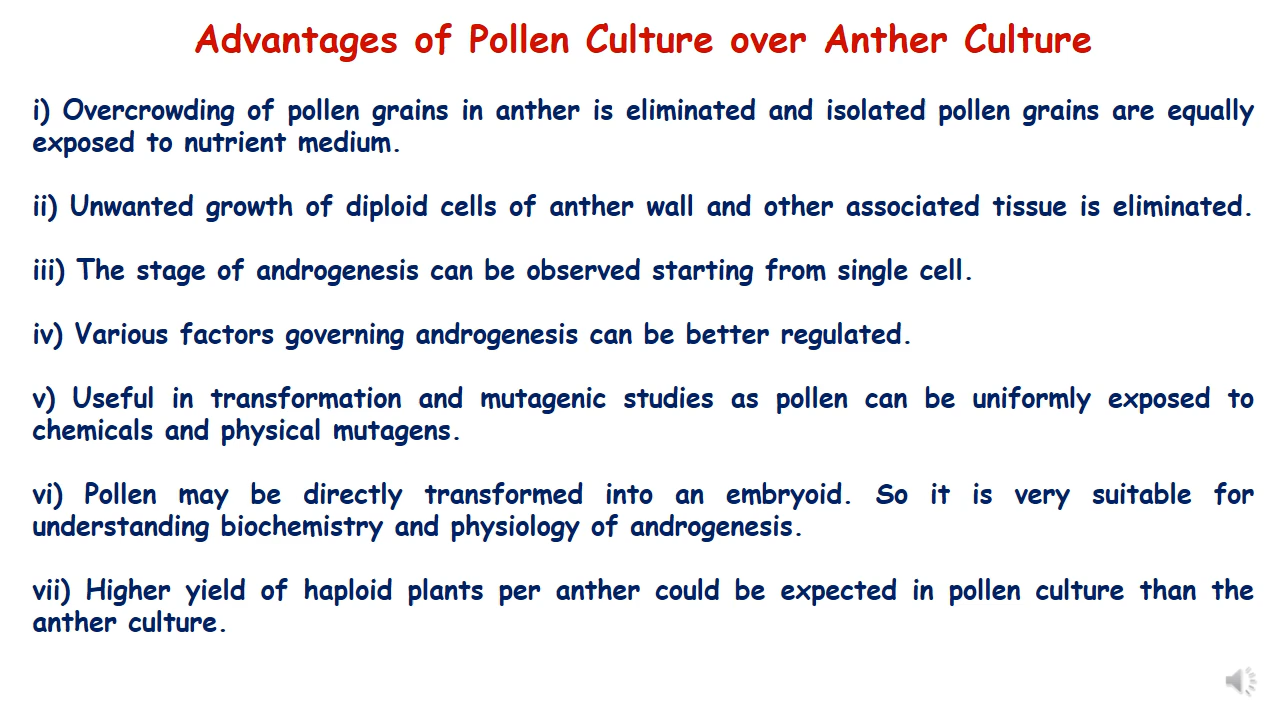 Advantages of Pollen Culture over Anther Culture
i) Overcrowding of pollen grains in anther is eliminated and isolated pollen grains are equally
exposed to nutrient medium.
ii) Unwanted growth of diploid cells of anther wall and other associated tissue is eliminated.
iii) The stage of androgenesis can be observed starting from single cell.
iv) Various factors governing androgenesis can be better regulated.
v) Useful in transformation and mutagenic studies as pollen can be uniformly exposed to
chemicals and physical mutagens.
vi) Pollen may be directly transformed into an embryoid. So it is very suitable for
understanding biochemistry and physiology of androgenesis.
vii) Higher yield of haploid plants per anther could be expected in pollen culture than the
anther culture.